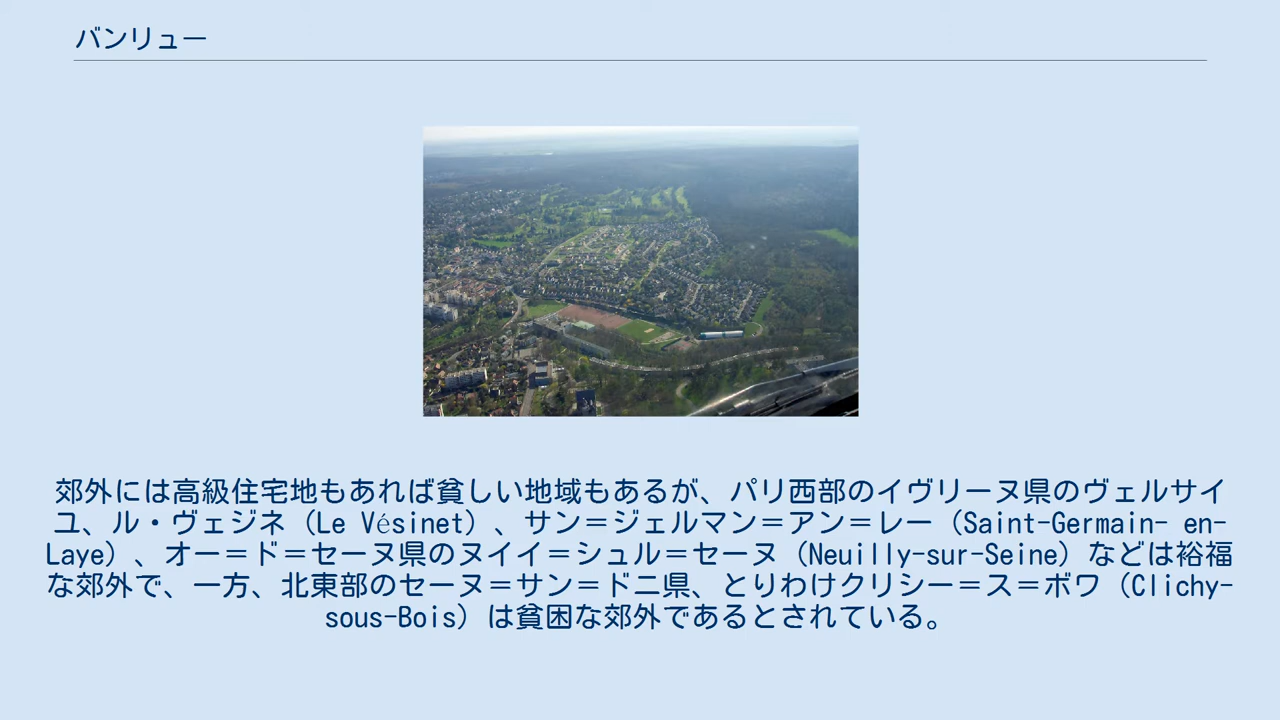 バンリュー
郊外には高級住宅地もあれば貧しい地域もあるが、パリ西部のイヴリーヌ県のヴェルサイ
ユ、ル・ヴェジネ（Le Vésinet）、サン＝ジェルマン＝アン＝レー（Saint-Germain- en-
Laye）、オー＝ド＝セーヌ県のヌイイ＝シュル＝セーヌ（Neuilly-sur-Seine）などは裕福
な郊外で、一方、北東部のセーヌ＝サン＝ドニ県、とりわけクリシー＝ス＝ボワ（Clichy-
sous-Bois）は貧困な郊外であるとされている。